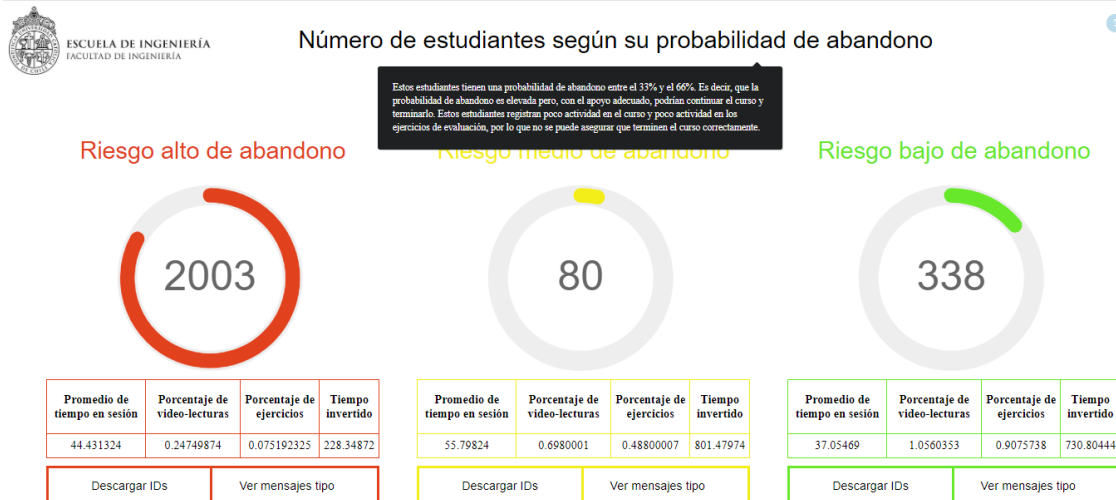 ESCUELA DE INGENIERÍA
FACULTAD DE INGENIERÍA
Número de estudiantes según su probabilidad de abandono
Estos estudiantes tienen una probabilidad de abandono entre el 33% y el 66%. Es decir, que la
probabilidad de abandono es elevada pero, con el apoyo adecuado, podrían continuar el curso y
terminarlo. Estos estudiantes registran poco actividad en el curso y poco actividad en los
ejercicios de evaluación, por lo que no se puede asegurar que terminen el curso correctamente.
Riesgo alto de abandono
Riesgo medio de abandono
Riesgo bajo de abandono
2003
80
338
Promedio de tiempo en sesión Porcentaje de video-lecturas Porcentaje de ejercicios Tiempo invertido
44.431324 0.24749874 0.075192325 228.34872
Descargar IDs Ver mensajes tipo
Promedio de tiempo en sesión Porcentaje de video-lecturas Porcentaje de ejercicios Tiempo invertido
55.79824 0.6980001 0.48800007 801.47974
Descargar IDs Ver mensajes tipo
Promedio de tiempo en sesión Porcentaje de video-lecturas Porcentaje de ejercicios Tiempo invertido
37.05469 1.0560353 0.9075738 730.80444
Descargar IDs Ver mensajes tipo